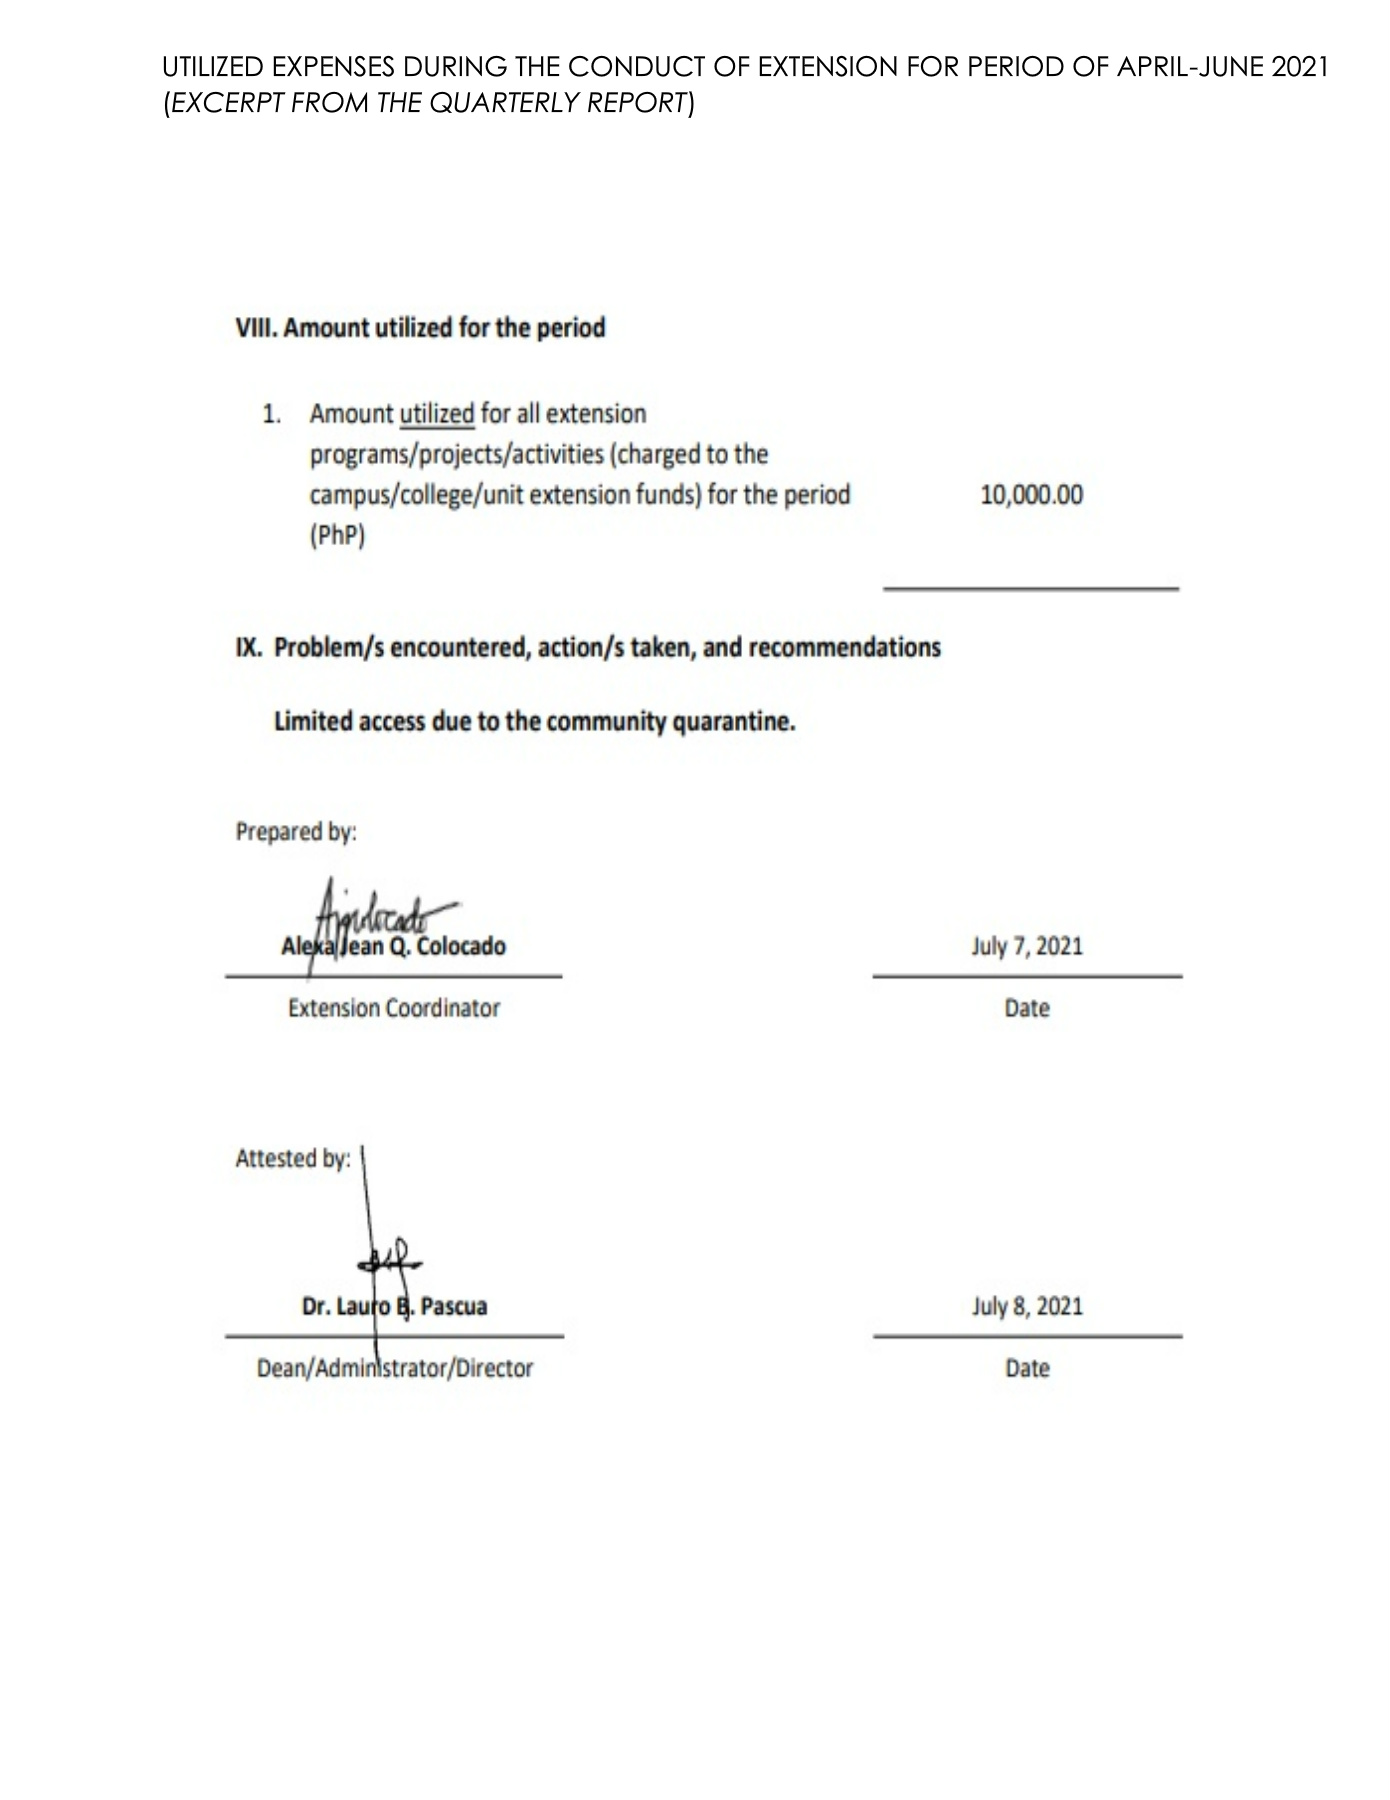 UTILIZED EXPENSES DURING THE CONDUCT OF EXTENSION FOR PERIOD OF APRIL-JUNE 2021
(EXCERPT FROM THE QUARTERLY REPORT)
VIII. Amount utilized for the period
1. Amount utilized for all extension
programs/projects/activities (charged to the
campus/college/unit extension funds) for the period 10,000.00
(PhP)
IX. Problem/s encountered, action/s taken, and recommendations
Limited access due to the community quarantine.
Prepared by:
Alexa Jean Q. Colocado July 7, 2021
Extension Coordinator Date
Attested by:
Dr. Lauro B. Pascua July 8, 2021
Dean/Administrator/Director Date